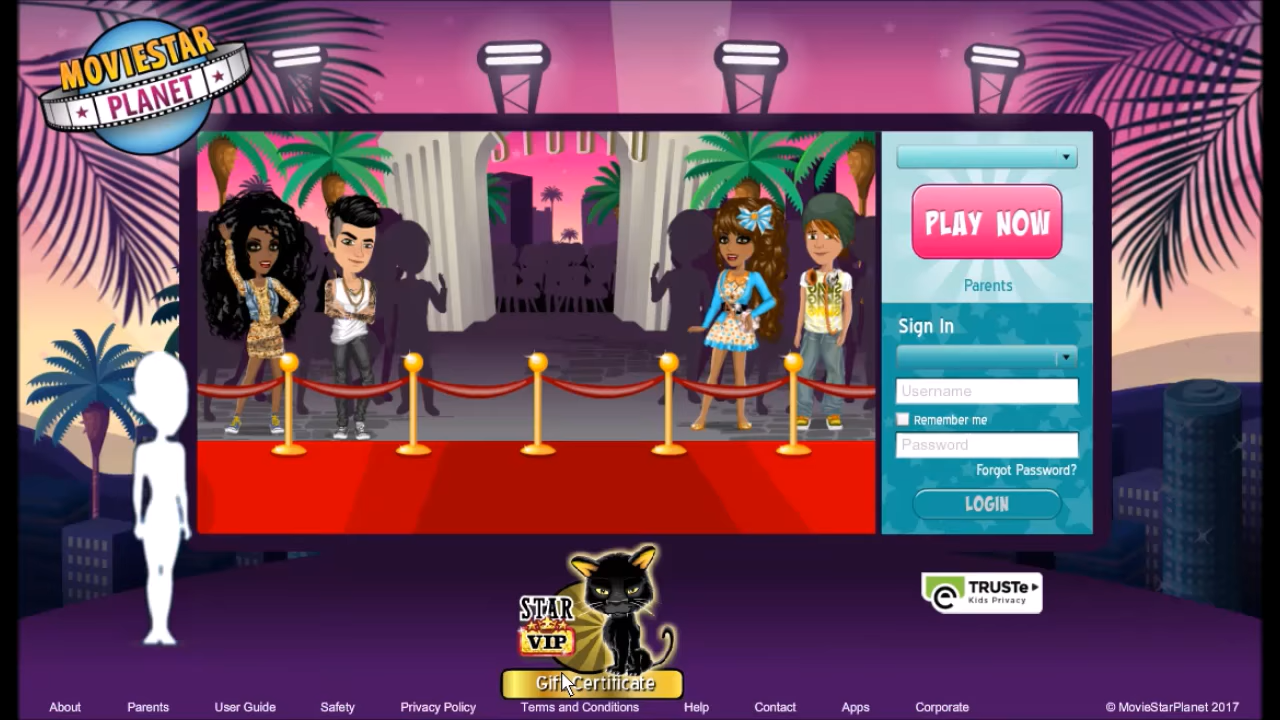 MOVIESTAR
PLANET
STUDIO
PLAY NOW
Parents
Sign In
Username
Remember me
Password
Forgot Password?
LOGIN
STAR
VIP
Gift Certificate
TRUSTe
Kids Privacy
About Parents User Guide Safety Privacy Policy Terms and Conditions Help Contact Apps Corporate © MovieStarPlanet 2017